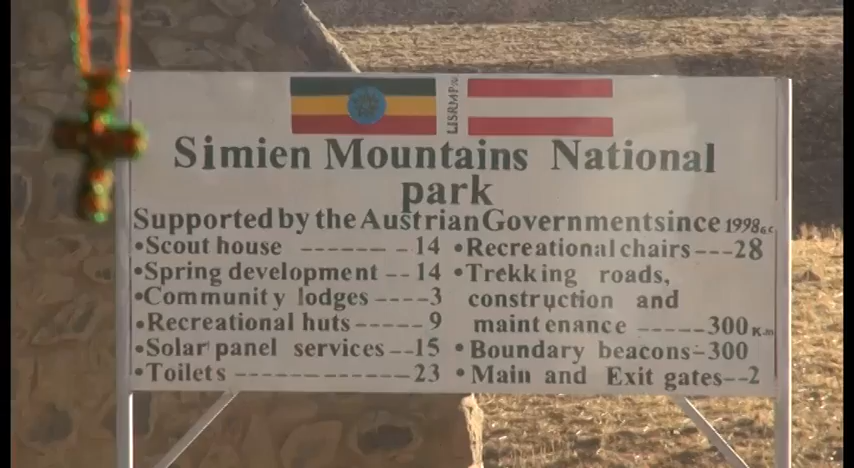 LISRMP
Simien Mountains National
park
Supported by the Austrian Government since 1998 G.C
•Scout house ------- 14
•Spring development -- 14
•Community lodges ----3
•Recreational huts ----- 9
•Solar panel services --15
•Toilets ------------ 23
•Recreational chairs ---28
•Trekking roads,
construction and
maintenance -----300 K.m
•Boundary beacons-300
•Main and Exit gates--2